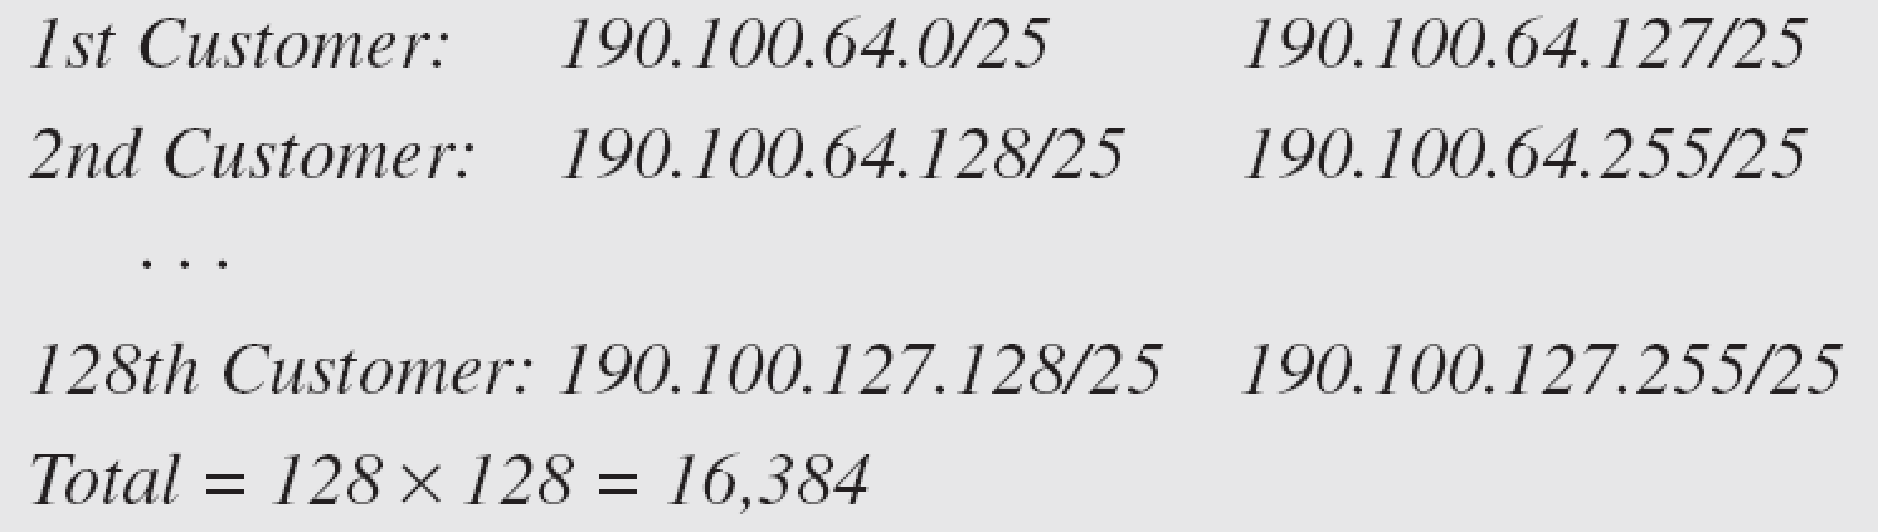 1st Customer: 190.100.64.0/25 190.100.64.127/25
2nd Customer: 190.100.64.128/25 190.100.64.255/25
. . .
128th Customer: 190.100.127.128/25 190.100.127.255/25
Total = 128 × 128 = 16,384